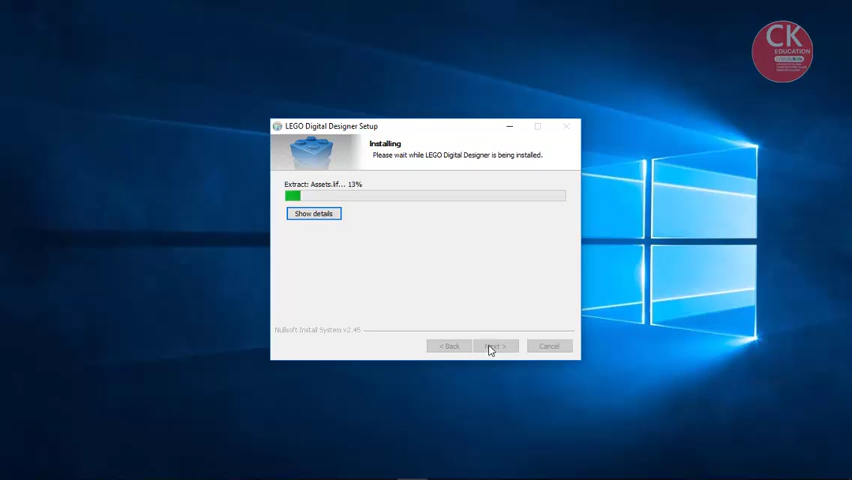 CK
EDUCATION
LEGO Digital Designer Setup
Installing
Please wait while LEGO Digital Designer is being installed.
Extract: Assets.lif... 13%
Show details
Nullsoft Install System v2.45
< Back
Next >
Cancel